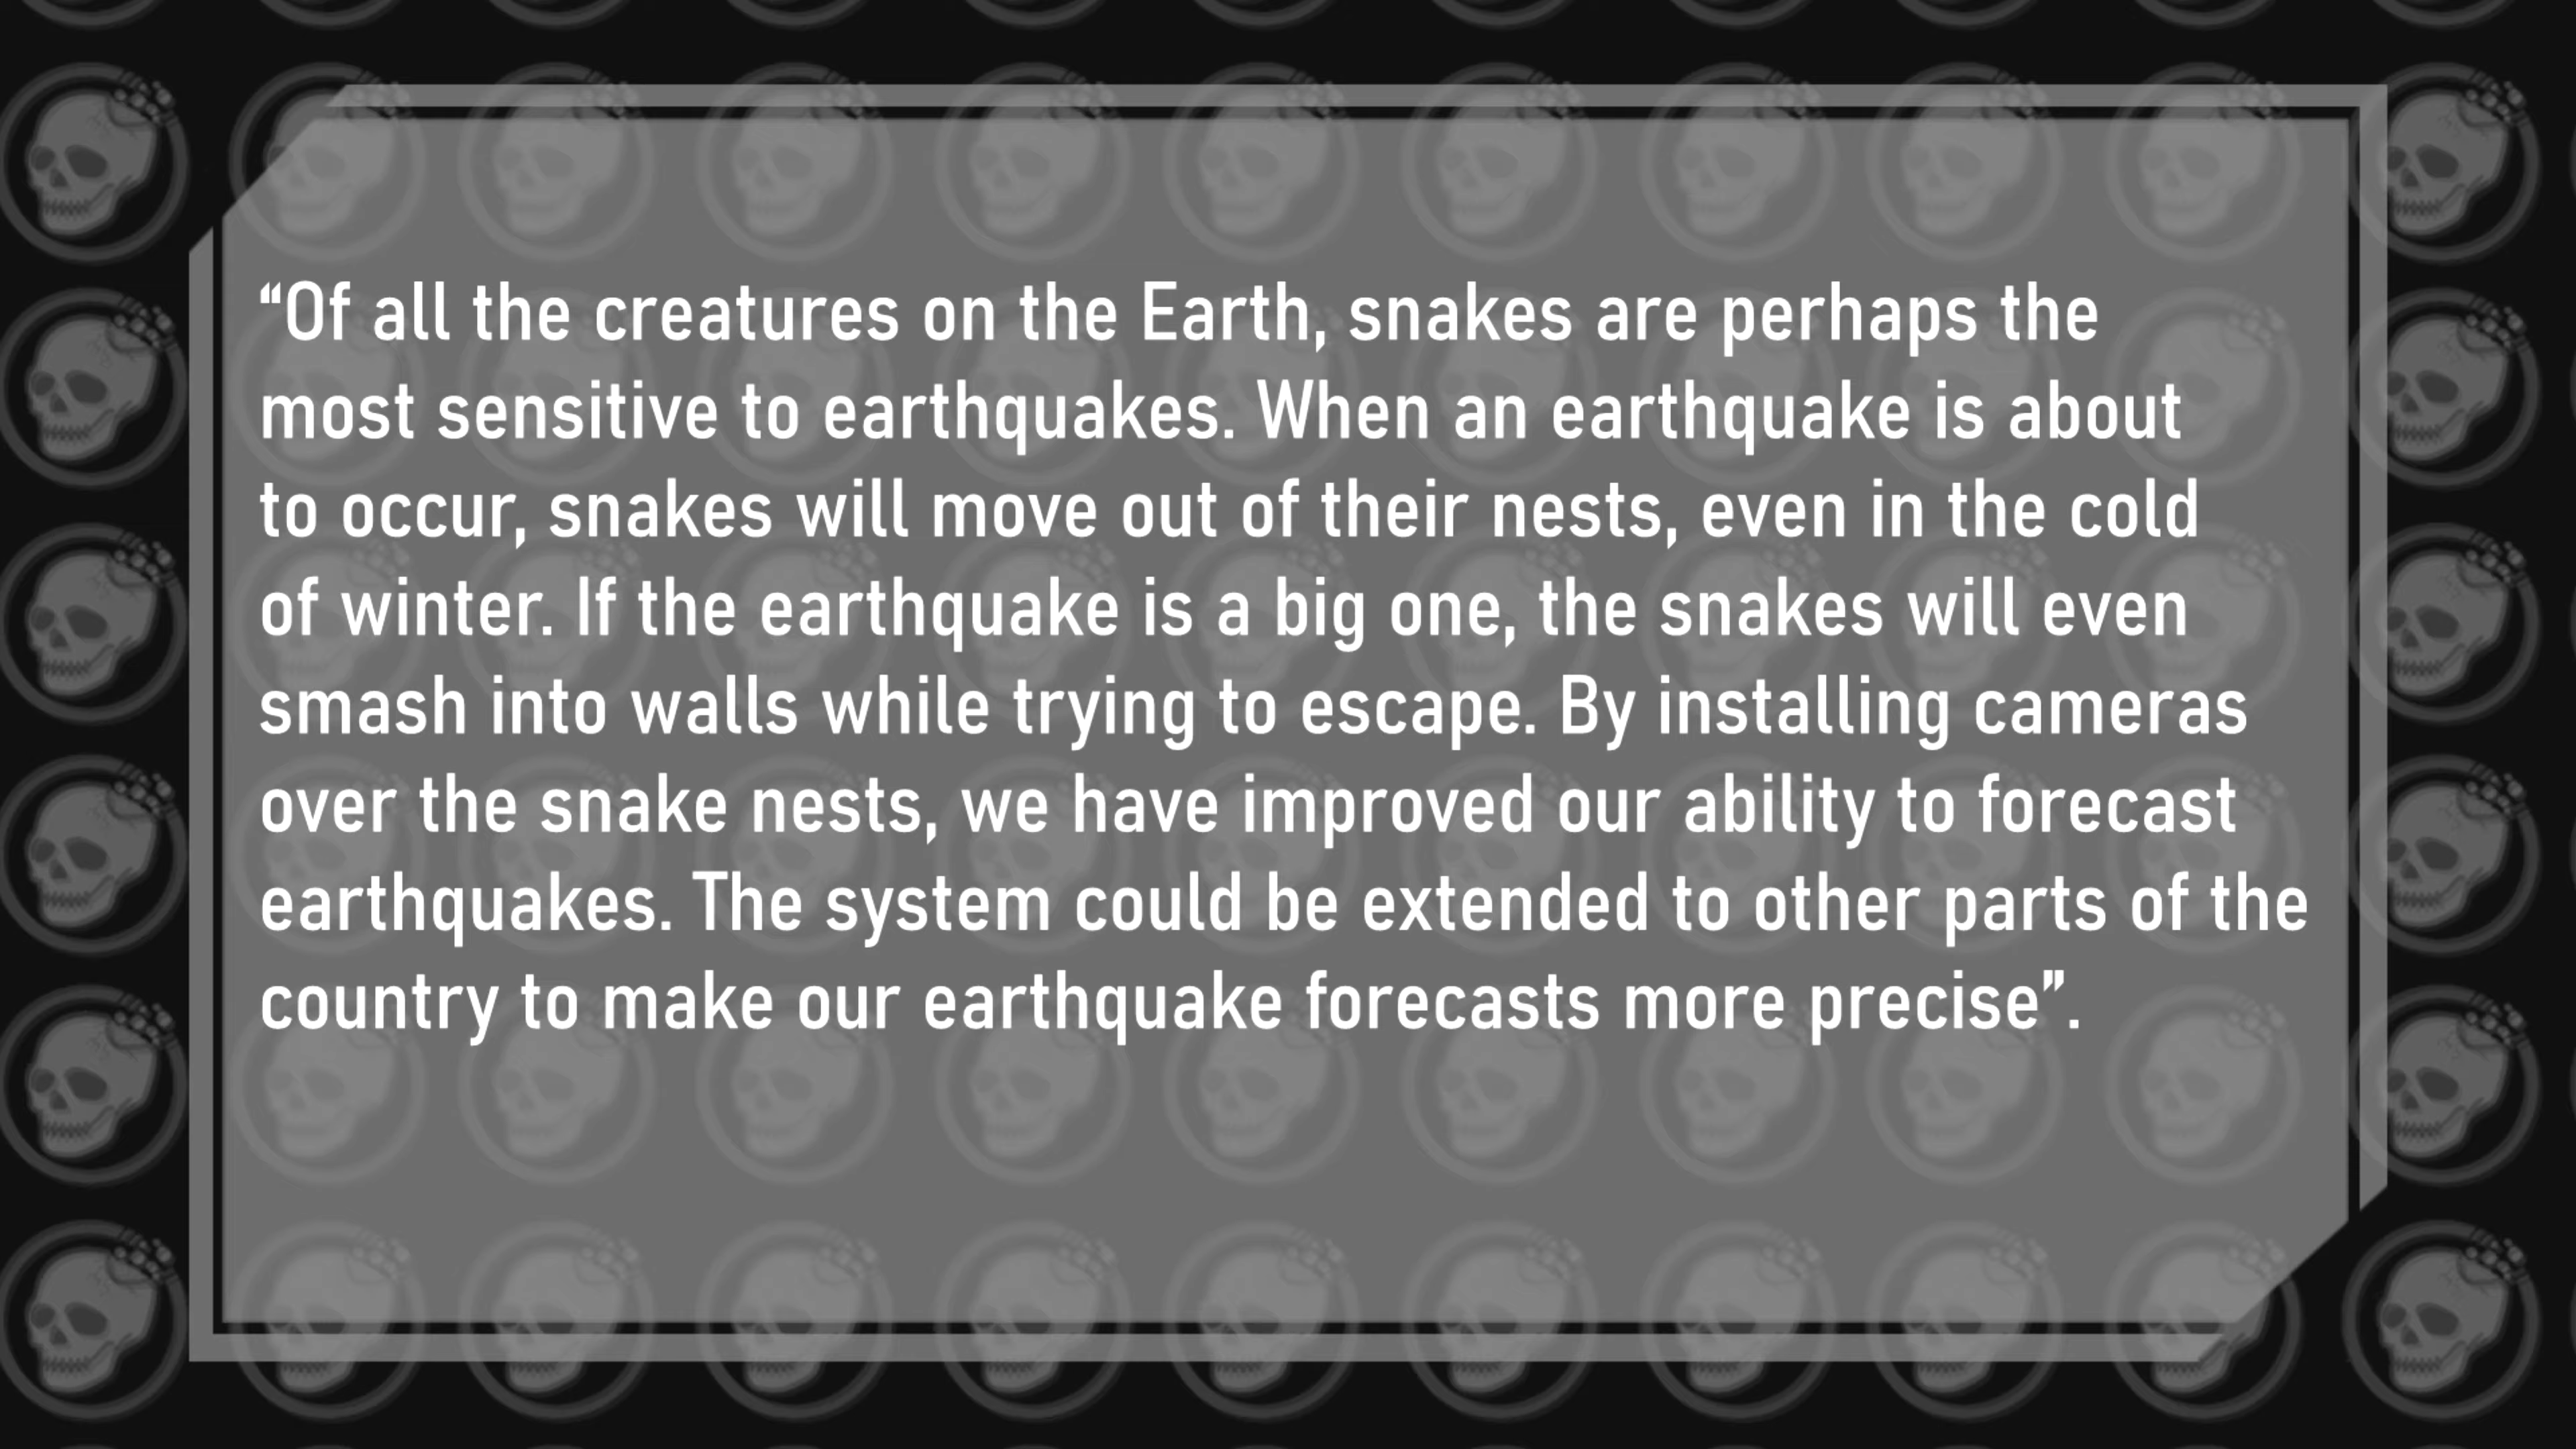 “Of all the creatures on the Earth, snakes are perhaps the
most sensitive to earthquakes. When an earthquake is about
to occur, snakes will move out of their nests, even in the cold
of winter. If the earthquake is a big one, the snakes will even
smash into walls while trying to escape. By installing cameras
over the snake nests, we have improved our ability to forecast
earthquakes. The system could be extended to other parts of the
country to make our earthquake forecasts more precise”.